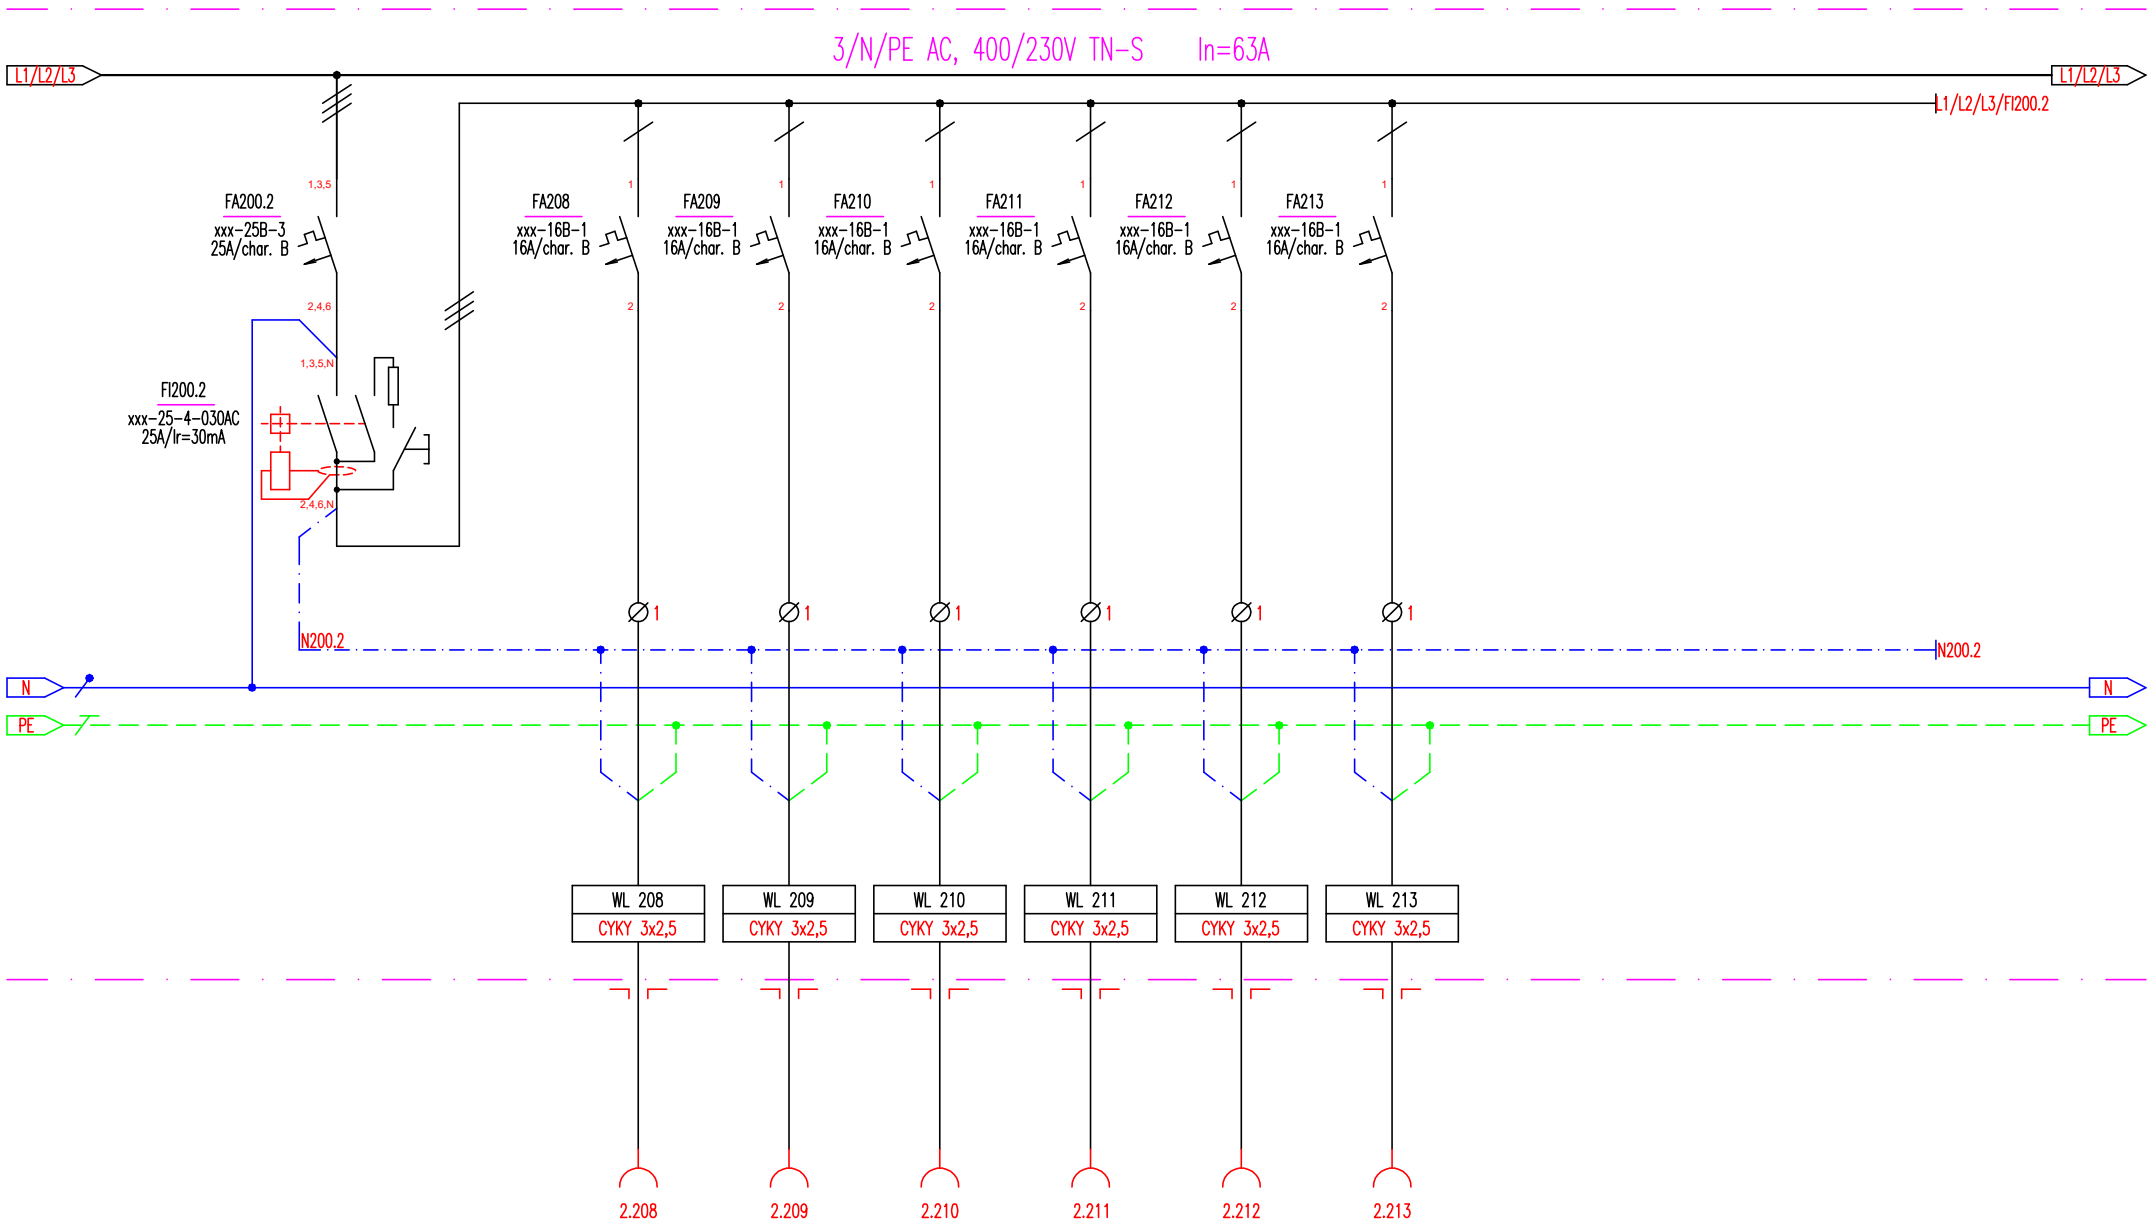 3/N/PE AC, 400/230V TN-S In=63A
L1/L2/L3
L1/L2/L3
L1/L2/L3/FI200.2
1,3,5
1
1
1
1
1
1
FA200.2
xxx-25B-3
25A/char. B
FA208
xxx-16B-1
16A/char. B
FA209
xxx-16B-1
16A/char. B
FA210
xxx-16B-1
16A/char. B
FA211
xxx-16B-1
16A/char. B
FA212
xxx-16B-1
16A/char. B
FA213
xxx-16B-1
16A/char. B
2,4,6
2
2
2
2
2
2
1,3,5,N
FI200.2
xxx-25-4-030AC
25A/Ir=30mA
2,4,6,N
1
1
1
1
1
1
N200.2
N200.2
N
N
PE
PE
WL 208
CYKY 3x2,5
WL 209
CYKY 3x2,5
WL 210
CYKY 3x2,5
WL 211
CYKY 3x2,5
WL 212
CYKY 3x2,5
WL 213
CYKY 3x2,5
2.208
2.209
2.210
2.211
2.212
2.213